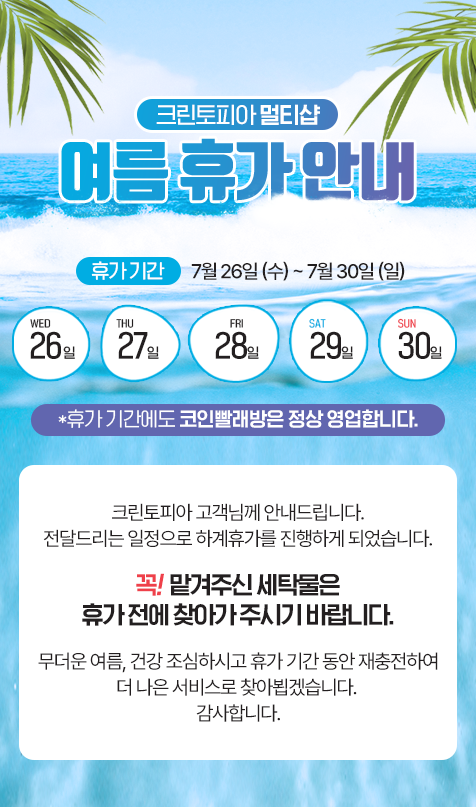 크린토피아 멀티샵
여름 휴가 안내
휴가 기간 7월 26일 (수) ~ 7월 30일 (일)
WED THU FRI SAT SUN
26일 27일 28일 29일 30일
*휴가 기간에도 코인빨래방은 정상 영업합니다.
크린토피아 고객님께 안내드립니다.
전달드리는 일정으로 하계휴가를 진행하게 되었습니다.
꼭! 맡겨주신 세탁물은
휴가 전에 찾아가 주시기 바랍니다.
무더운 여름, 건강 조심하시고 휴가 기간 동안 재충전하여
더 나은 서비스로 찾아뵙겠습니다.
감사합니다.